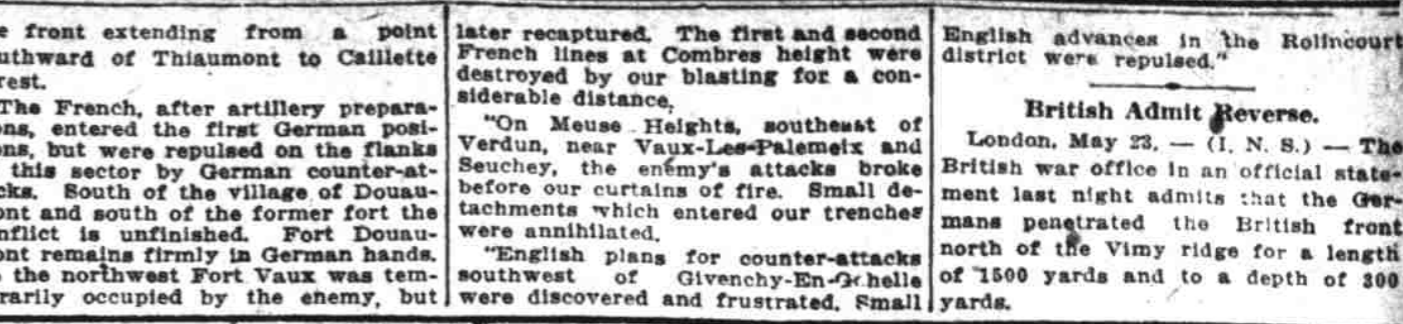 e front extending from a point
uthward of Thiaumont to Caillette
rest.
The French, after artillery prepara-
ns, entered the first German posi-
ns, but were repulsed on the flanks
this sector by German counter-at-
cks. South of the village of Douau-
ont and south of the former fort the
nflict is unfinished. Fort Douau-
ont remains firmly in German hands.
the northwest Fort Vaux was tem-
rarily occupied by the enemy, but
later recaptured. The first and second
French lines at Combres height were
destroyed by our blasting for a con-
siderable distance.
"On Meuse Heights, southeast of
Verdun, near Vaux-Les-Palemeix and
Seuchey, the enemy's attacks broke
before our curtains of fire. Small de-
tachments which entered our trenches
were annihilated.
"English plans for counter-attacks
southwest of Givenchy-En-Gohelle
were discovered and frustrated. Small
English advances in the Rolincourt
district were repulsed."
British Admit Reverse.
London, May 23. — (I. N. S.) — The
British war office in an official state-
ment last night admits that the Ger-
mans penetrated the British front
north of the Vimy ridge for a length
of 1500 yards and to a depth of 300
yards.